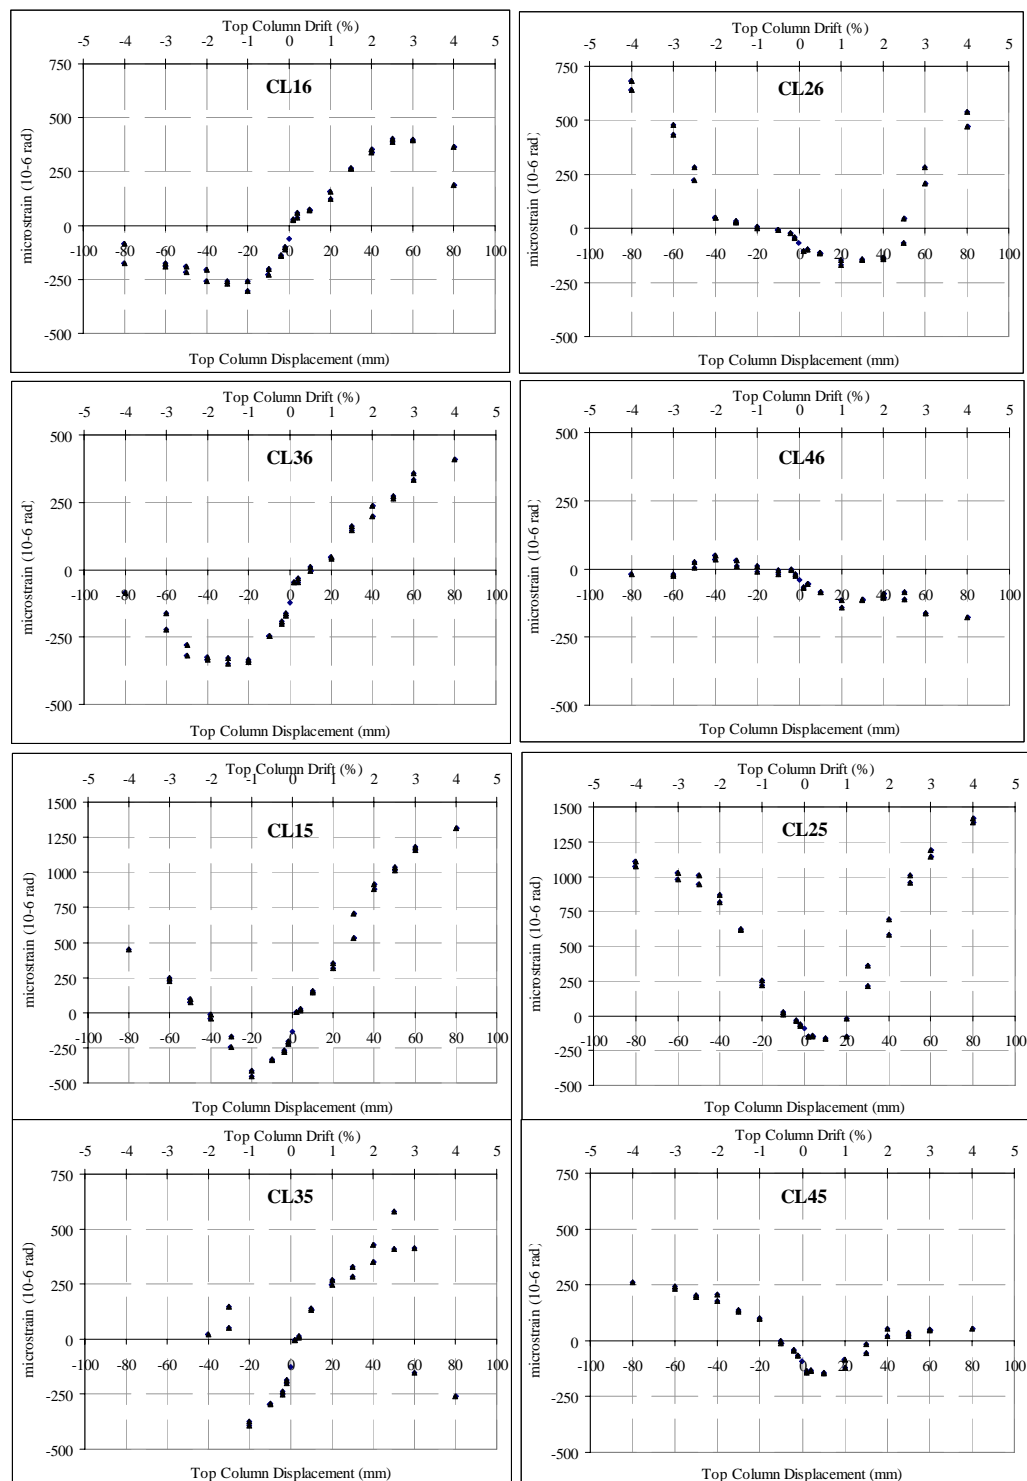 Top Column Drift (%)
-5 -4 -3 -2 -1 0 1 2 3 4 5
750
CL16
500
250
0
-100 -80 -60 -40 -20 0 20 40 60 80 100
-250
-500
microstrain (10-6 rad)
Top Column Displacement (mm)
Top Column Drift (%)
-5 -4 -3 -2 -1 0 1 2 3 4 5
750
CL26
500
250
0
-100 -80 -60 -40 -20 0 20 40 60 80 100
-250
-500
microstrain (10-6 rad)
Top Column Displacement (mm)
Top Column Drift (%)
-5 -4 -3 -2 -1 0 1 2 3 4 5
500
CL36
250
0
-100 -80 -60 -40 -20 0 20 40 60 80 100
-250
-500
microstrain (10-6 rad)
Top Column Displacement (mm)
Top Column Drift (%)
-5 -4 -3 -2 -1 0 1 2 3 4 5
500
CL46
250
0
-100 -80 -60 -40 -20 0 20 40 60 80 100
-250
-500
microstrain (10-6 rad)
Top Column Displacement (mm)
Top Column Drift (%)
-5 -4 -3 -2 -1 0 1 2 3 4 5
1500
1250
CL15
1000
750
500
250
0
-100 -80 -60 -40 -20 0 20 40 60 80 100
-250
-500
microstrain (10-6 rad)
Top Column Displacement (mm)
Top Column Drift (%)
-5 -4 -3 -2 -1 0 1 2 3 4 5
1500
CL25
1250
1000
750
500
250
0
-100 -80 -60 -40 -20 0 20 40 60 80 100
-250
-500
microstrain (10-6 rad)
Top Column Displacement (mm)
Top Column Drift (%)
-5 -4 -3 -2 -1 0 1 2 3 4 5
750
CL35
500
250
0
-100 -80 -60 -40 -20 0 20 40 60 80 100
-250
-500
microstrain (10-6 rad)
Top Column Displacement (mm)
Top Column Drift (%)
-5 -4 -3 -2 -1 0 1 2 3 4 5
750
CL45
500
250
0
-100 -80 -60 -40 -20 0 20 40 60 80 100
-250
-500
microstrain (10-6 rad)
Top Column Displacement (mm)